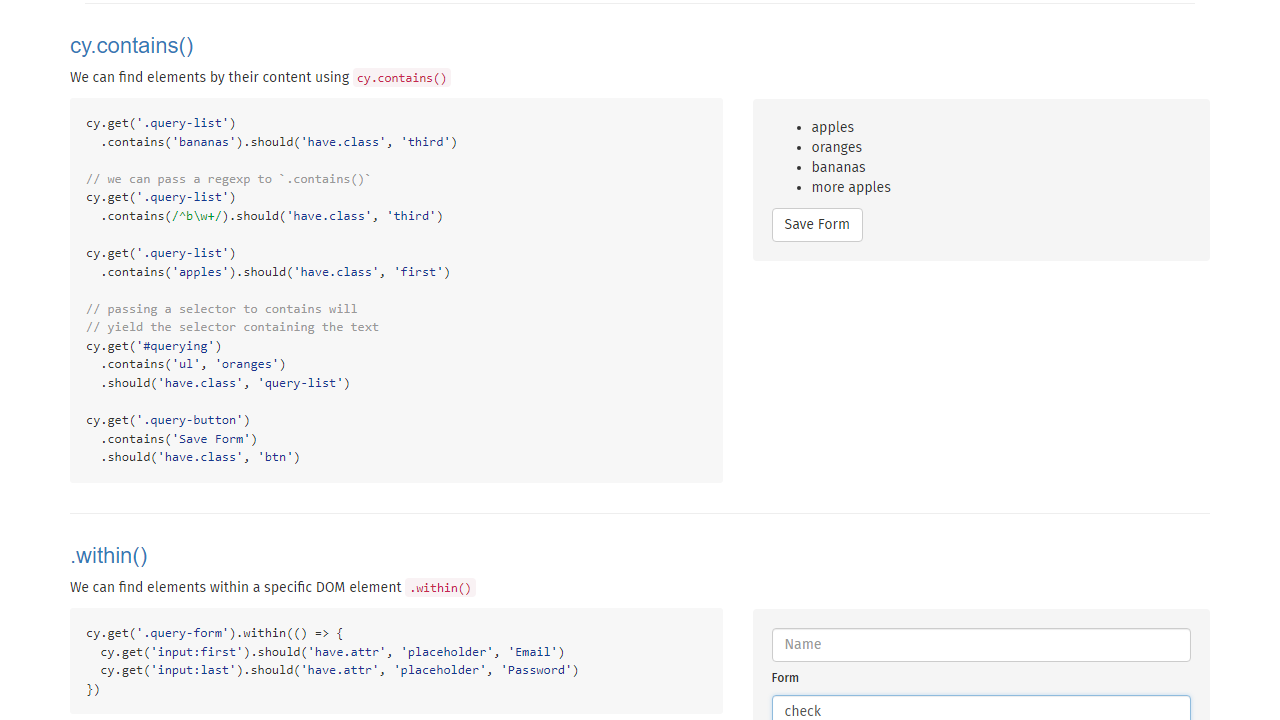 cy.contains()
We can find elements by their content using cy.contains()
cy.get('.query-list')
  .contains('bananas').should('have.class', 'third')

// we can pass a regexp to `.contains()`
cy.get('.query-list')
  .contains(/^b\w+/).should('have.class', 'third')

cy.get('.query-list')
  .contains('apples').should('have.class', 'first')

// passing a selector to contains will
// yield the selector containing the text
cy.get('#querying')
  .contains('ul', 'oranges')
  .should('have.class', 'query-list')

cy.get('.query-button')
  .contains('Save Form')
  .should('have.class', 'btn')
• apples
• oranges
• bananas
• more apples
Save Form
.within()
We can find elements within a specific DOM element .within()
cy.get('.query-form').within(() => {
  cy.get('input:first').should('have.attr', 'placeholder', 'Email')
  cy.get('input:last').should('have.attr', 'placeholder', 'Password')
})
Name
Form
check